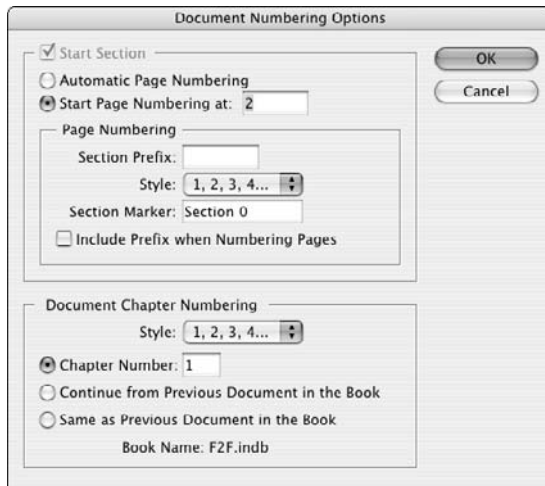 Document Numbering Options
Start Section
Automatic Page Numbering
Start Page Numbering at: 2
Page Numbering
Section Prefix:
Style: 1, 2, 3, 4...
Section Marker: Section 0
Include Prefix when Numbering Pages
OK
Cancel
Document Chapter Numbering
Style: 1, 2, 3, 4...
Chapter Number: 1
Continue from Previous Document in the Book
Same as Previous Document in the Book
Book Name: F2F.indb